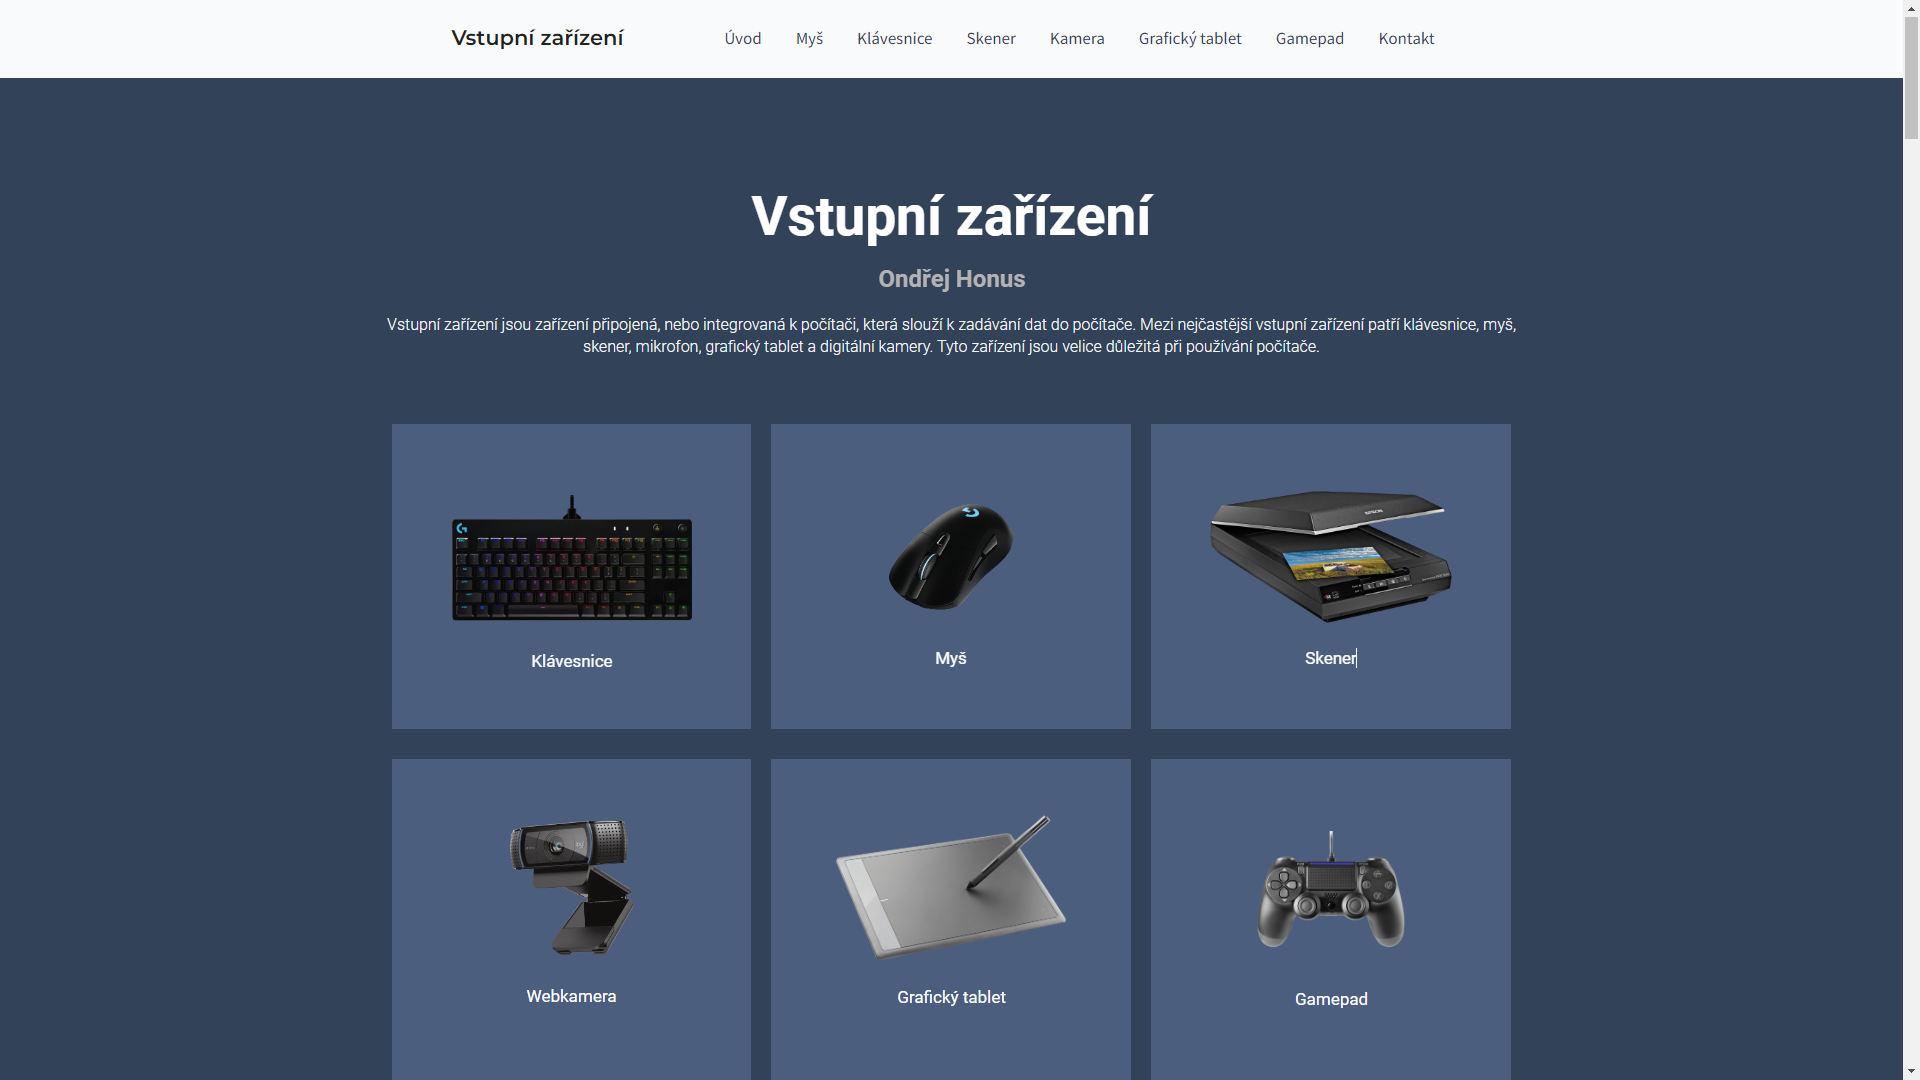 Vstupní zařízení
Úvod Myš Klávesnice Skener Kamera Grafický tablet Gamepad Kontakt
Vstupní zařízení
Ondřej Honus
Vstupní zařízení jsou zařízení připojená, nebo integrovaná k počítači, která slouží k zadávání dat do počítače. Mezi nejčastější vstupní zařízení patří klávesnice, myš,
skener, mikrofon, grafický tablet a digitální kamery. Tyto zařízení jsou velice důležitá při používání počítače.
EPSON
Klávesnice
Myš
Skener
Webkamera
Grafický tablet
Gamepad